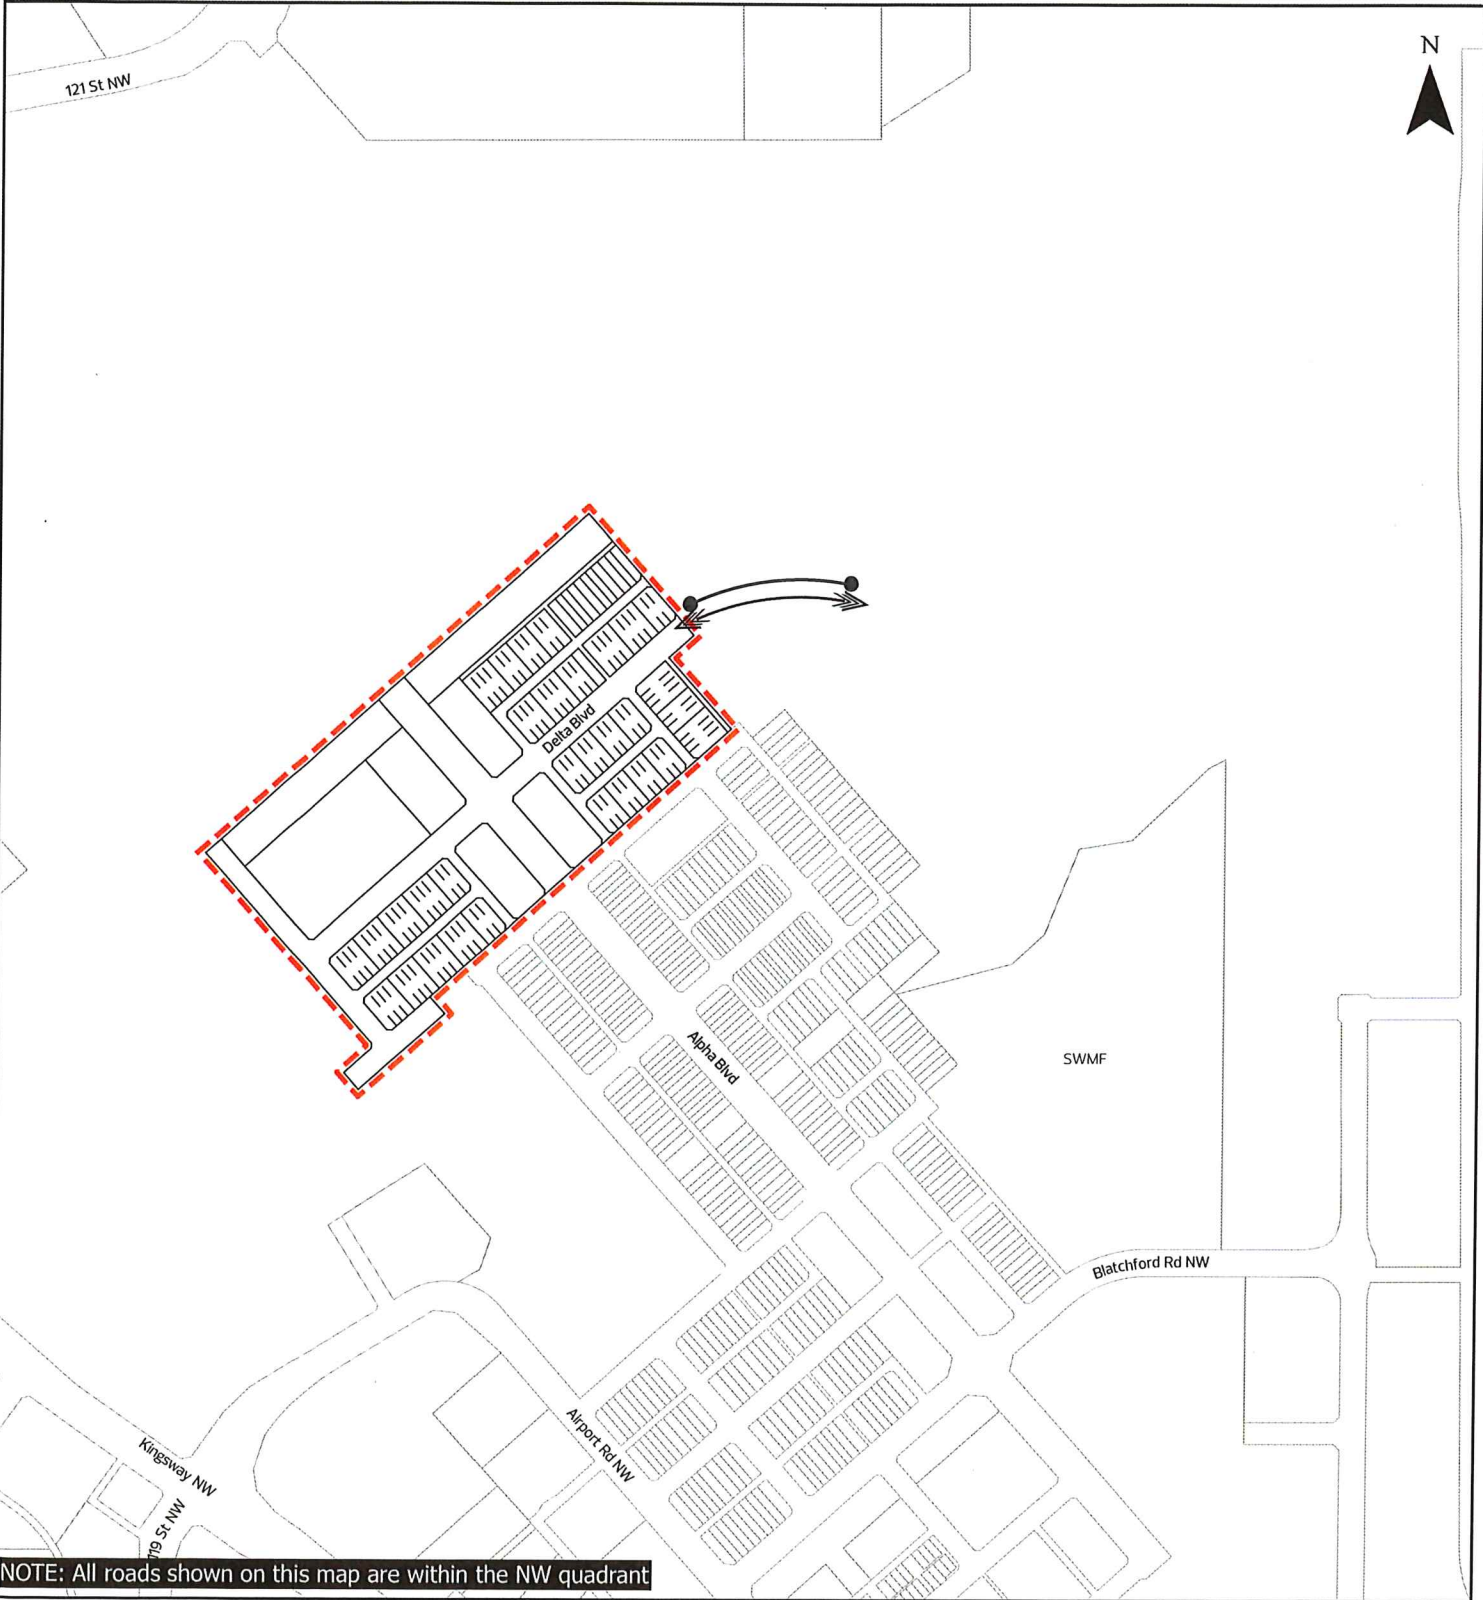 N
121 St NW
Delta Blvd
Alpha Blvd
SWMF
Blatchford Rd NW
Airport Rd NW
Kingsway NW
119 St NW
NOTE: All roads shown on this map are within the NW quadrant